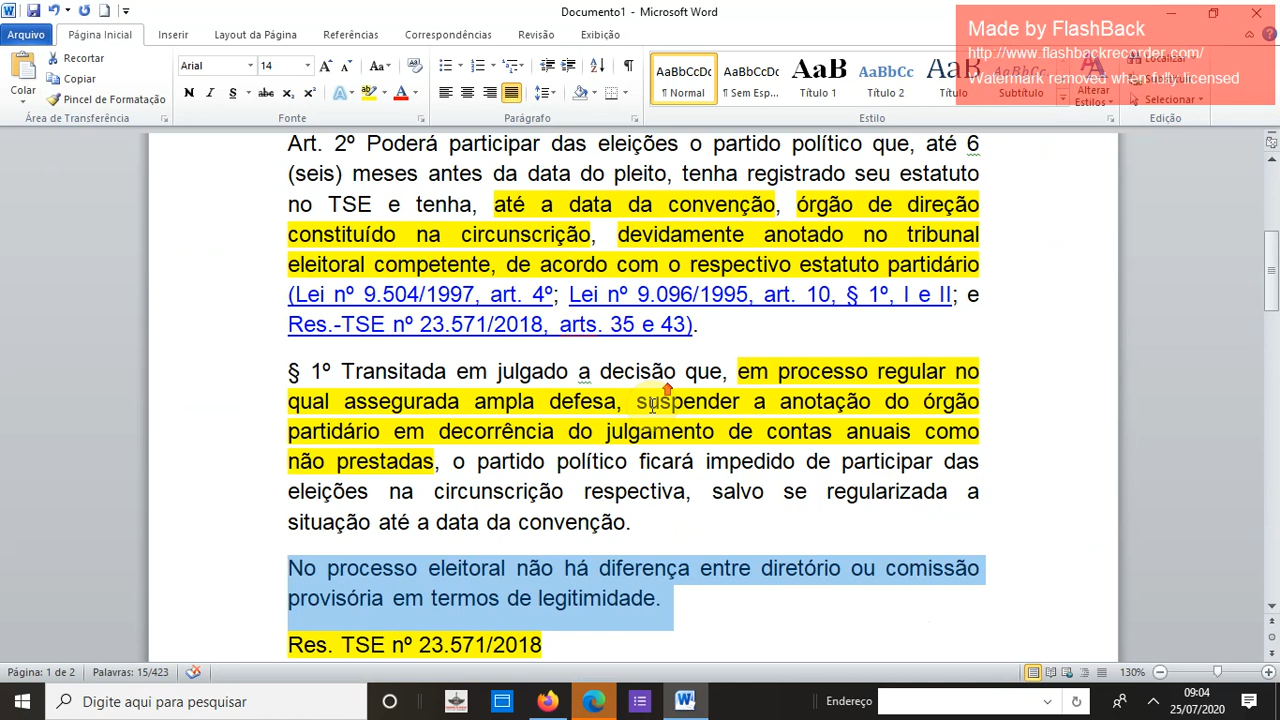 Documento1 - Microsoft Word
Made by FlashBack
http://www.flashbackrecorder.com/
Watermark removed when fully licensed
Arquivo Página Inicial Inserir Layout da Página Referências Correspondências Revisão Exibição
Colar
Recortar
Copiar
Pincel de Formatação
Área de Transferência
Arial 14
N I S abc x₂ x²
Fonte
Parágrafo
AaBbCcDc AaBbCcDc AaB AaBbCc AaB AaBbCc
¶ Normal ¶ Sem Esp... Título 1 Título 2 Título Subtítulo
Alterar Estilos
Estilo
Localizar
Selecionar
Edição
Art. 2º Poderá participar das eleições o partido político que, até 6
(seis) meses antes da data do pleito, tenha registrado seu estatuto
no TSE e tenha, até a data da convenção, órgão de direção
constituído na circunscrição, devidamente anotado no tribunal
eleitoral competente, de acordo com o respectivo estatuto partidário
(Lei nº 9.504/1997, art. 4º; Lei nº 9.096/1995, art. 10, § 1º, I e II; e
Res.-TSE nº 23.571/2018, arts. 35 e 43).
§ 1º Transitada em julgado a decisão que, em processo regular no
qual assegurada ampla defesa, suspender a anotação do órgão
partidário em decorrência do julgamento de contas anuais como
não prestadas, o partido político ficará impedido de participar das
eleições na circunscrição respectiva, salvo se regularizada a
situação até a data da convenção.
No processo eleitoral não há diferença entre diretório ou comissão
provisória em termos de legitimidade.
Res. TSE nº 23.571/2018
Página: 1 de 2 Palavras: 15/423 130%
Digite aqui para pesquisar
Endereço
09:04
25/07/2020